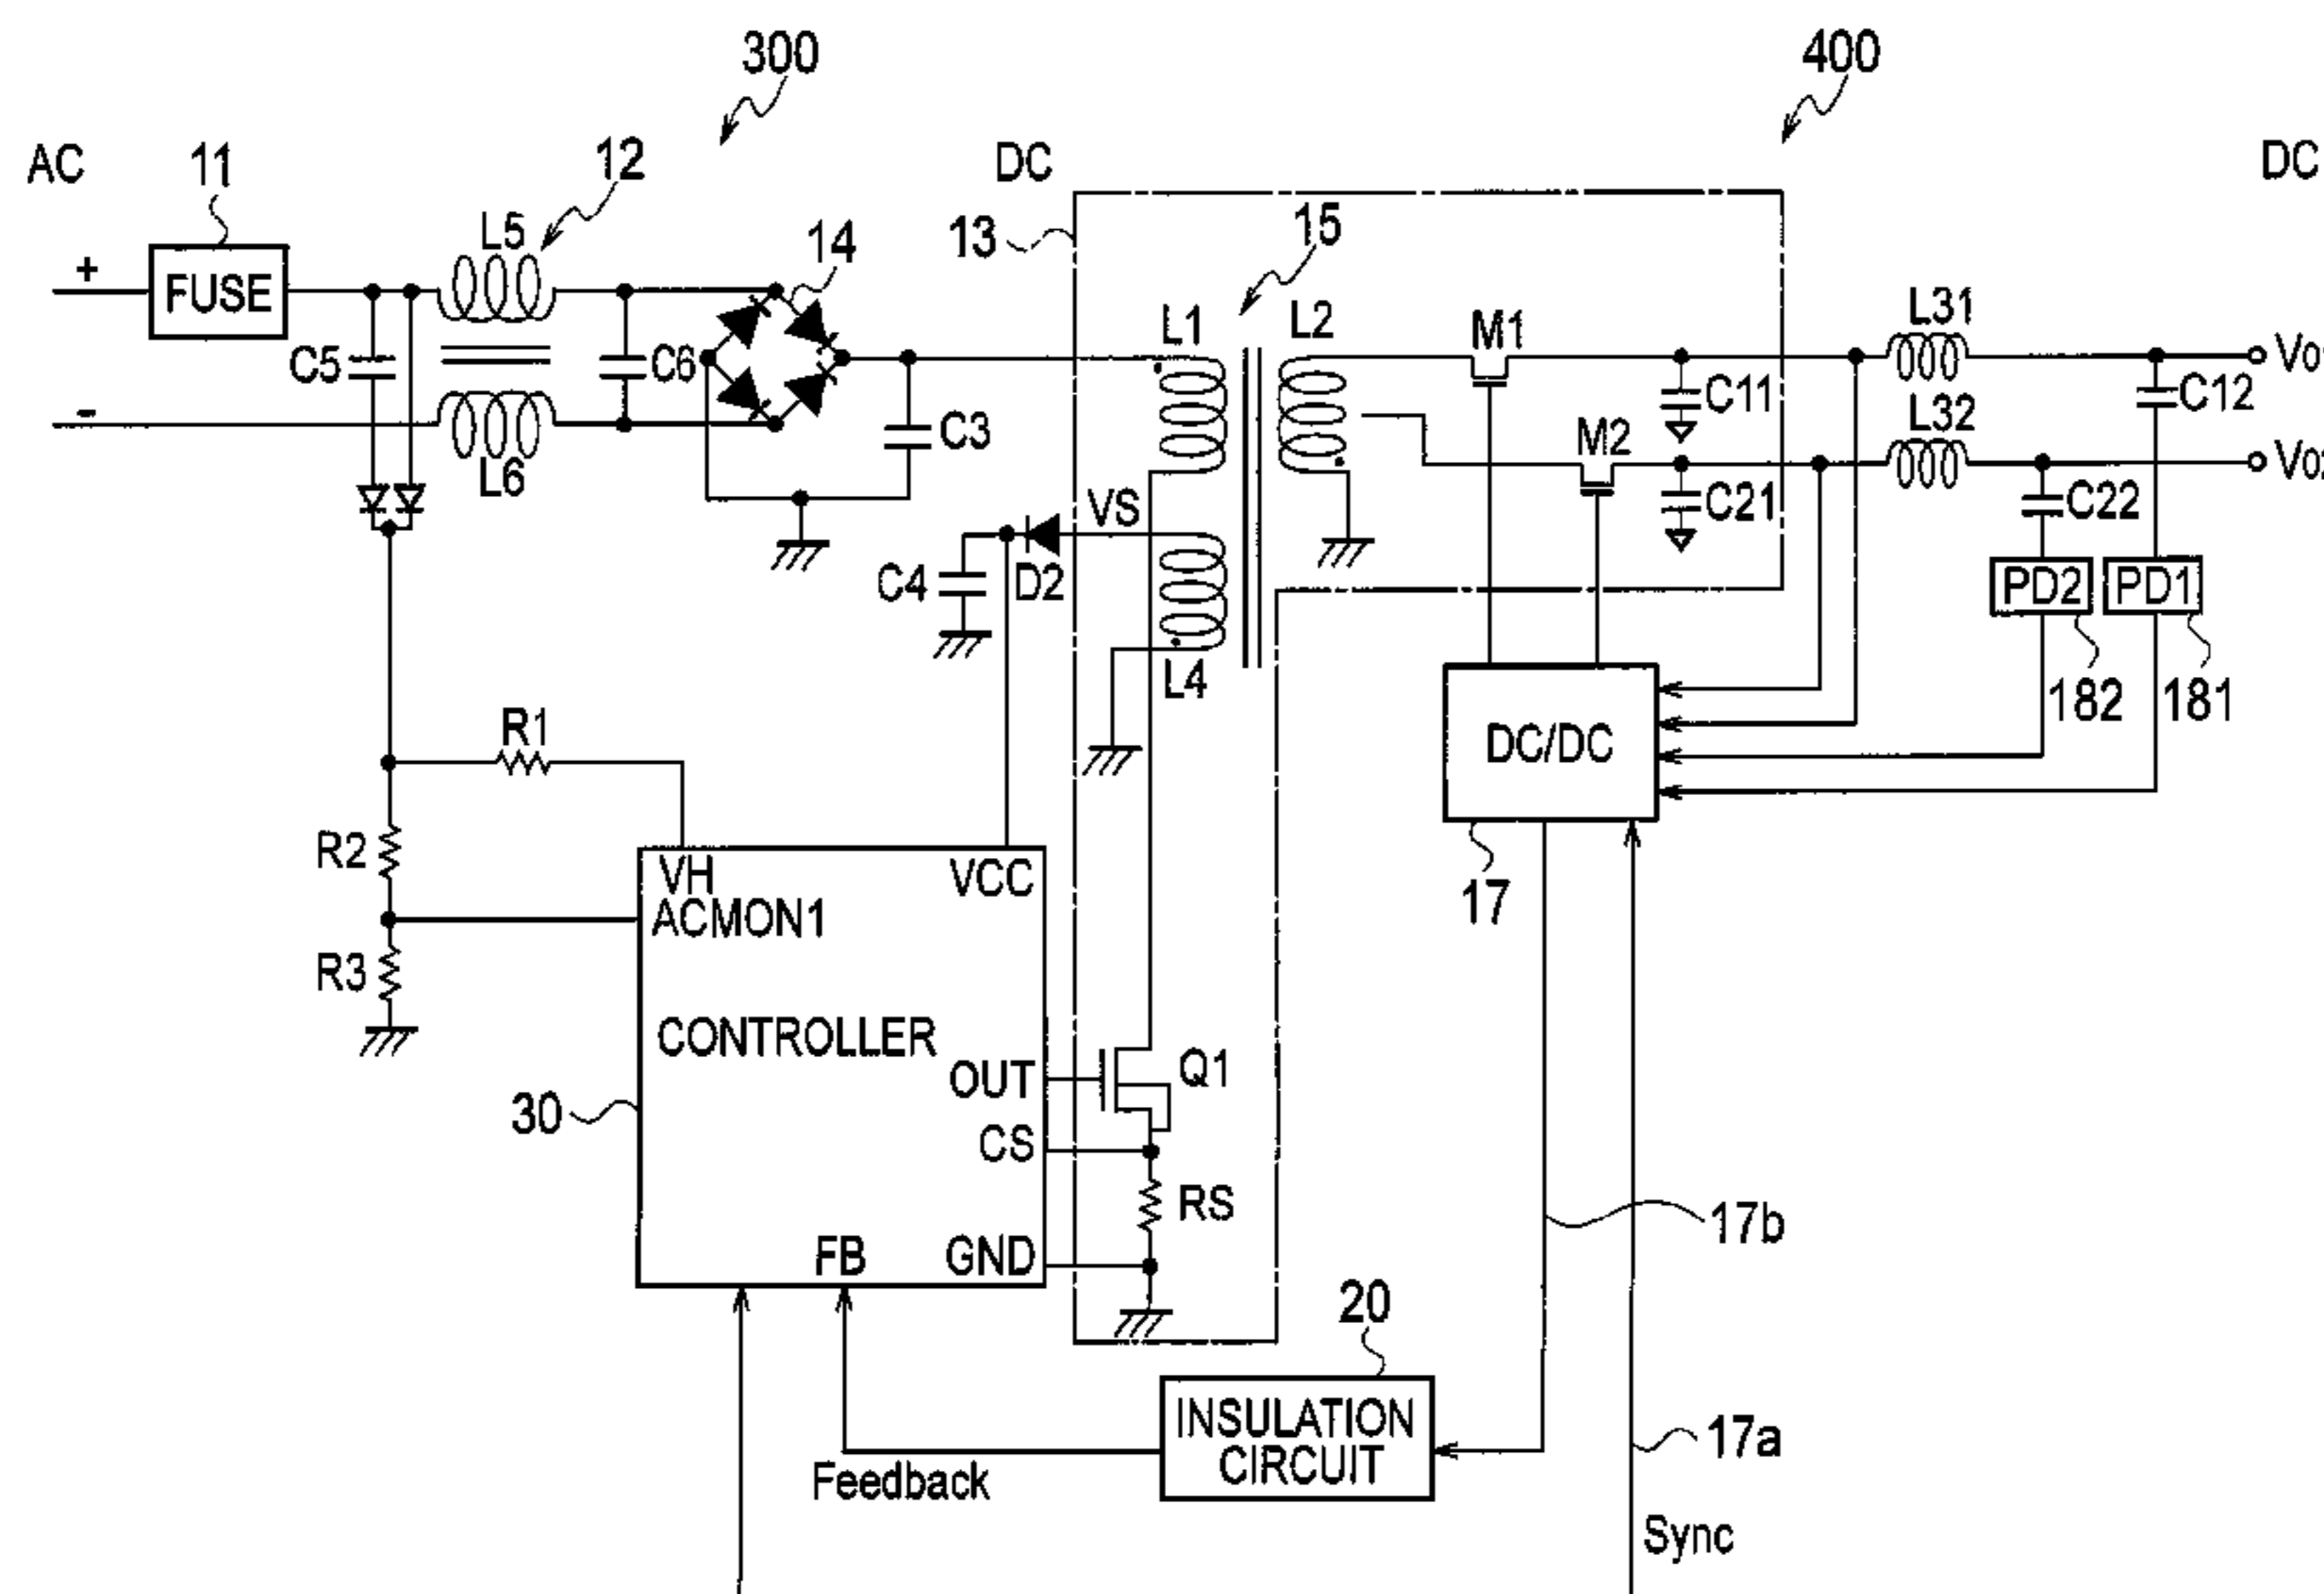 300
400
AC
11
12
DC
DC
13
15
L5
14
+
FUSE
L1
L2
M1
L31
C5
C6
C11
C12
-
L6
C3
M2
L32
C21
C22
VS
C4
D2
L4
PD2
PD1
182
181
R1
DC/DC
R2
VH
VCC
17
ACMON1
R3
CONTROLLER
OUT
Q1
30
CS
RS
17b
FB
GND
20
INSULATION
CIRCUIT
17a
Feedback
Sync